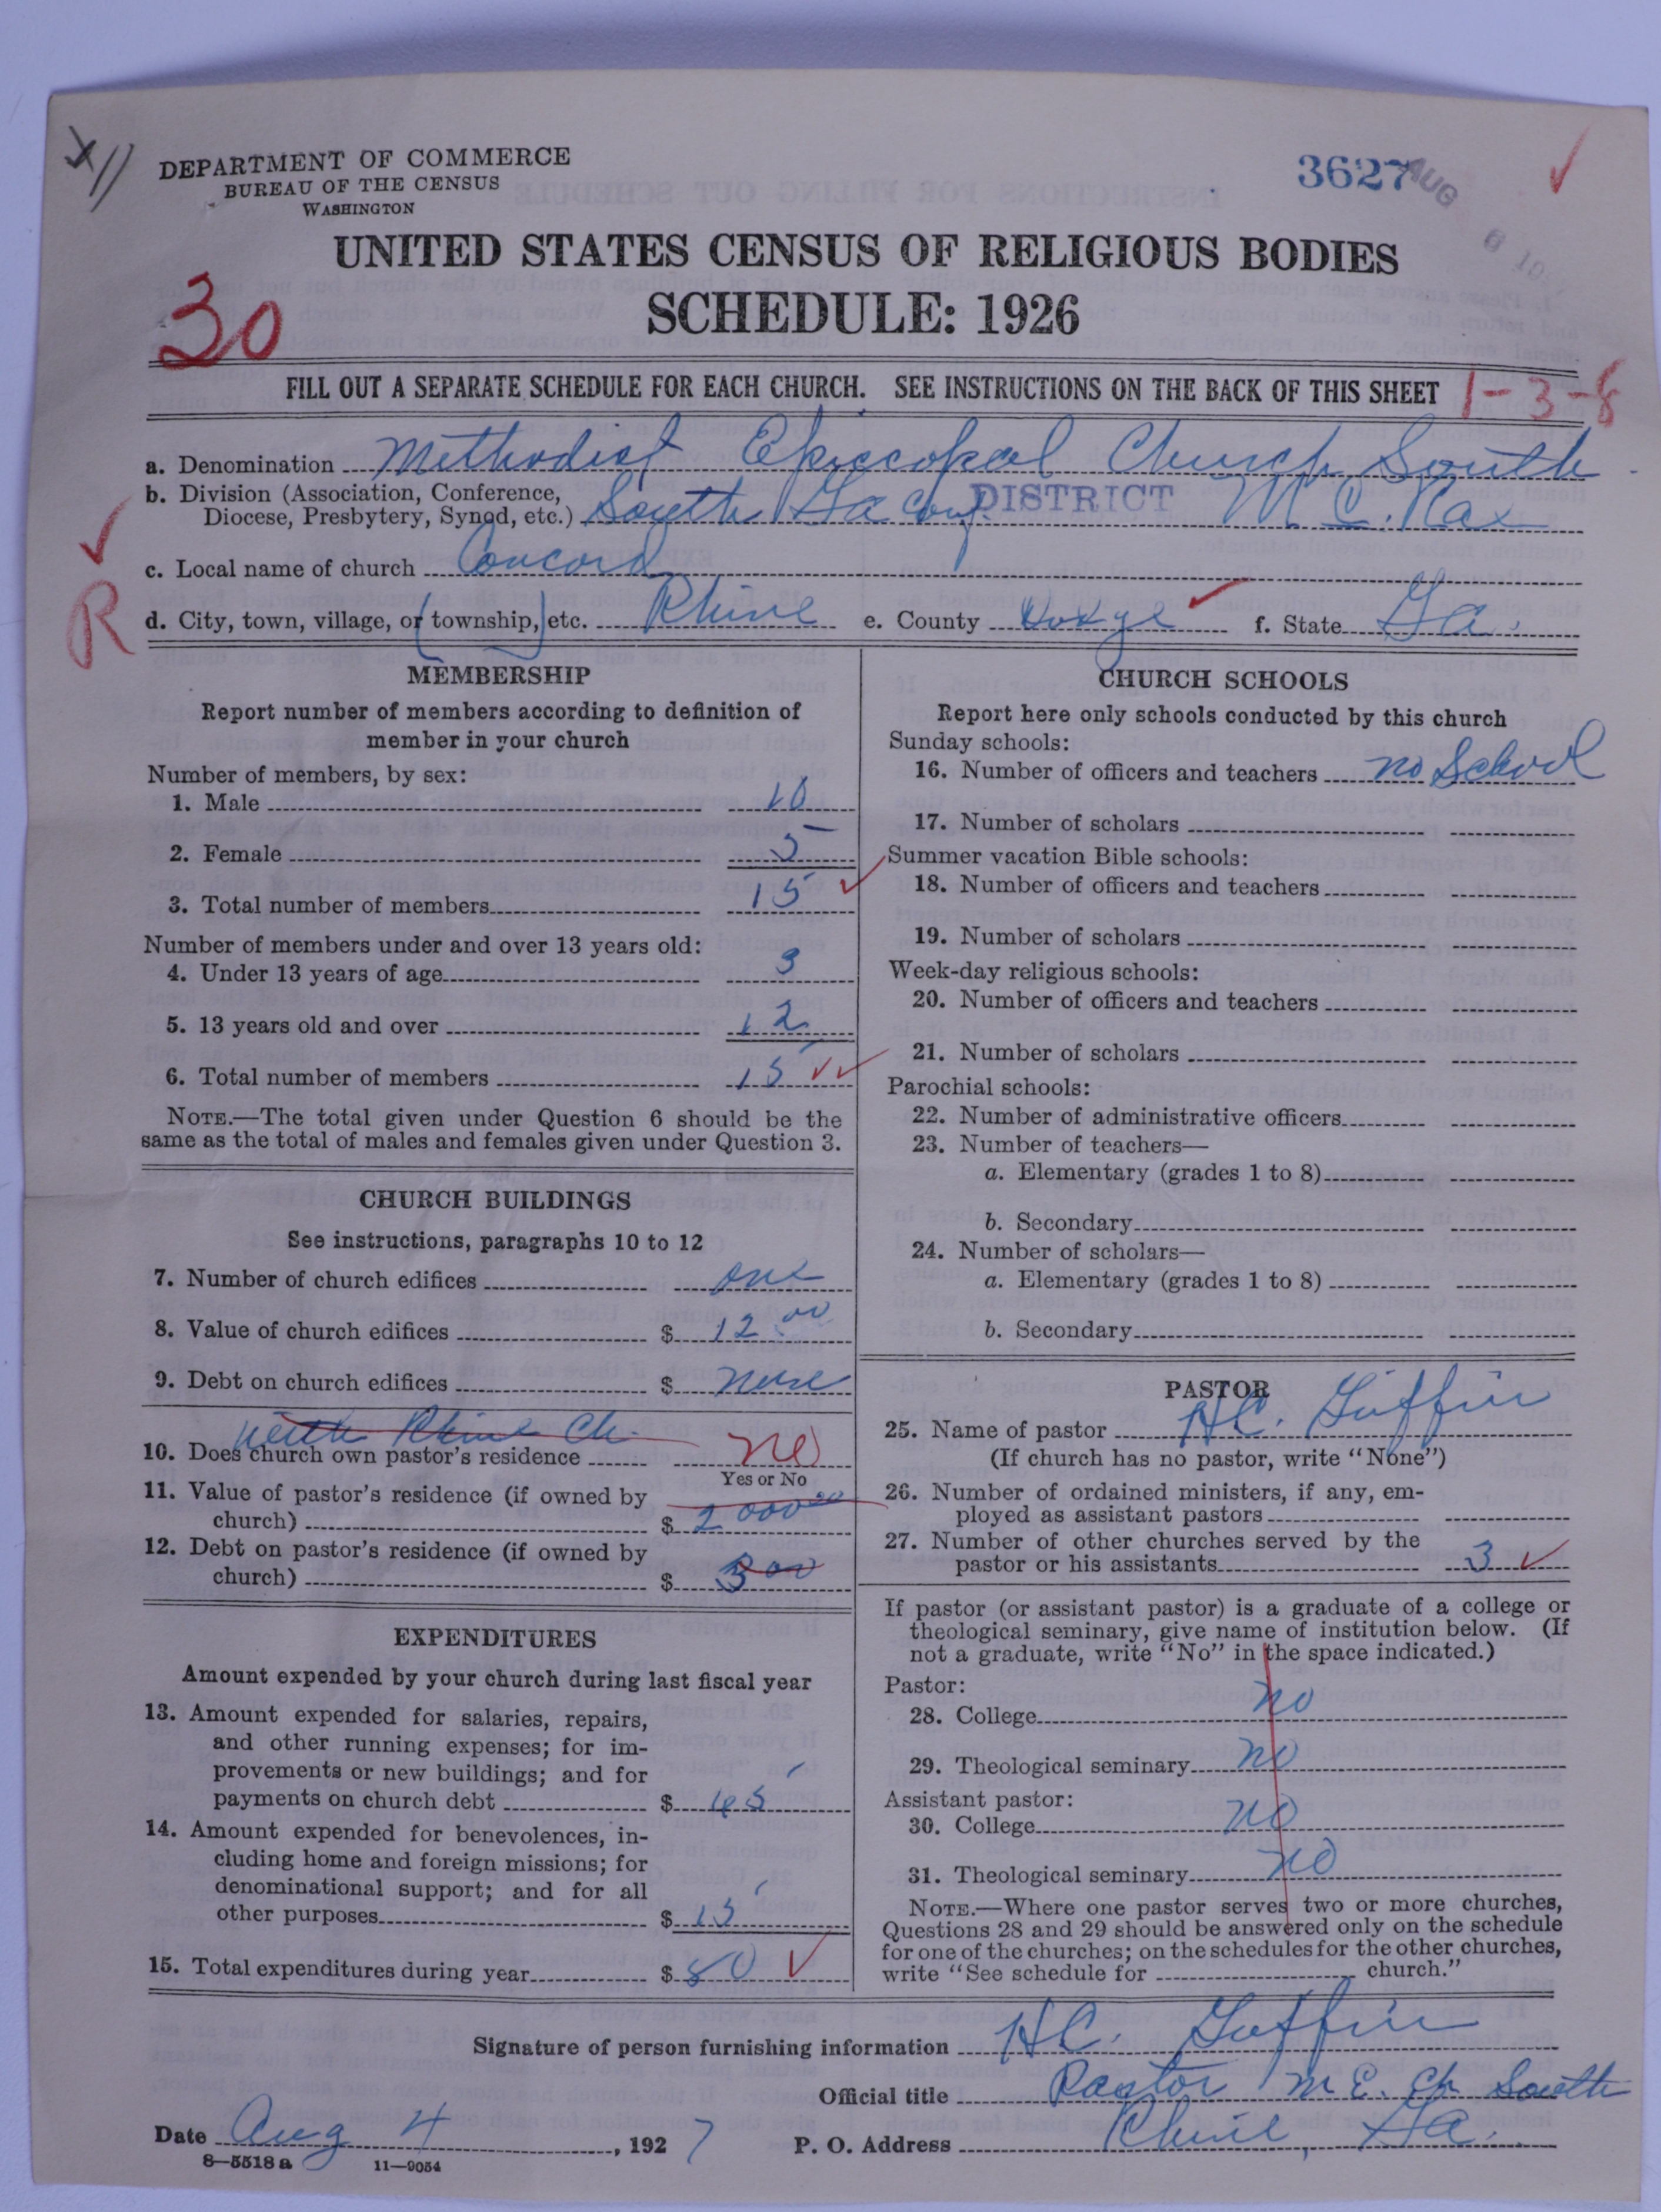 X//
DEPARTMENT OF COMMERCE
BUREAU OF THE CENSUS
WASHINGTON
3627
AUG 6
UNITED STATES CENSUS OF RELIGIOUS BODIES
SCHEDULE: 1926
30
FILL OUT A SEPARATE SCHEDULE FOR EACH CHURCH. SEE INSTRUCTIONS ON THE BACK OF THIS SHEET
1-3-8
a. Denomination Methodist Episcopal Church South
b. Division (Association, Conference,
Diocese, Presbytery, Synod, etc.) South Ga Conf. DISTRICT Mc Rae
c. Local name of church Concord
R
d. City, town, village, or (township,) etc. Rhine e. County Dodge f. State Ga.
MEMBERSHIP
Report number of members according to definition of
member in your church
Number of members, by sex:
1. Male 10
2. Female 5
3. Total number of members 15
Number of members under and over 13 years old:
4. Under 13 years of age 3
5. 13 years old and over 12
6. Total number of members 15
NOTE.—The total given under Question 6 should be the
same as the total of males and females given under Question 3.
CHURCH BUILDINGS
See instructions, paragraphs 10 to 12
7. Number of church edifices one
8. Value of church edifices $ 1200
9. Debt on church edifices $ none
with Rhine Ch.
10. Does church own pastor's residence no
Yes or No
11. Value of pastor's residence (if owned by
church) $ 2000 00
12. Debt on pastor's residence (if owned by
church) $ 300
EXPENDITURES
Amount expended by your church during last fiscal year
13. Amount expended for salaries, repairs,
and other running expenses; for im-
provements or new buildings; and for
payments on church debt $ 65
14. Amount expended for benevolences, in-
cluding home and foreign missions; for
denominational support; and for all
other purposes $ 15
15. Total expenditures during year $ 80
CHURCH SCHOOLS
Report here only schools conducted by this church
Sunday schools:
16. Number of officers and teachers no School
17. Number of scholars
Summer vacation Bible schools:
18. Number of officers and teachers
19. Number of scholars
Week-day religious schools:
20. Number of officers and teachers
21. Number of scholars
Parochial schools:
22. Number of administrative officers
23. Number of teachers—
a. Elementary (grades 1 to 8)
b. Secondary
24. Number of scholars—
a. Elementary (grades 1 to 8)
b. Secondary
PASTOR
25. Name of pastor H.C. Griffin
(If church has no pastor, write "None")
26. Number of ordained ministers, if any, em-
ployed as assistant pastors
27. Number of other churches served by the
pastor or his assistants 3
If pastor (or assistant pastor) is a graduate of a college or
theological seminary, give name of institution below. (If
not a graduate, write "No" in the space indicated.)
Pastor:
28. College no
29. Theological seminary no
Assistant pastor:
30. College no
31. Theological seminary no
NOTE.—Where one pastor serves two or more churches,
Questions 28 and 29 should be answered only on the schedule
for one of the churches; on the schedules for the other churches,
write "See schedule for church."
Signature of person furnishing information H.C. Griffin
Official title Pastor M E. Ch South
Date Aug 4, 1927 P. O. Address Rhine, Ga.
8—5518 a 11—9054